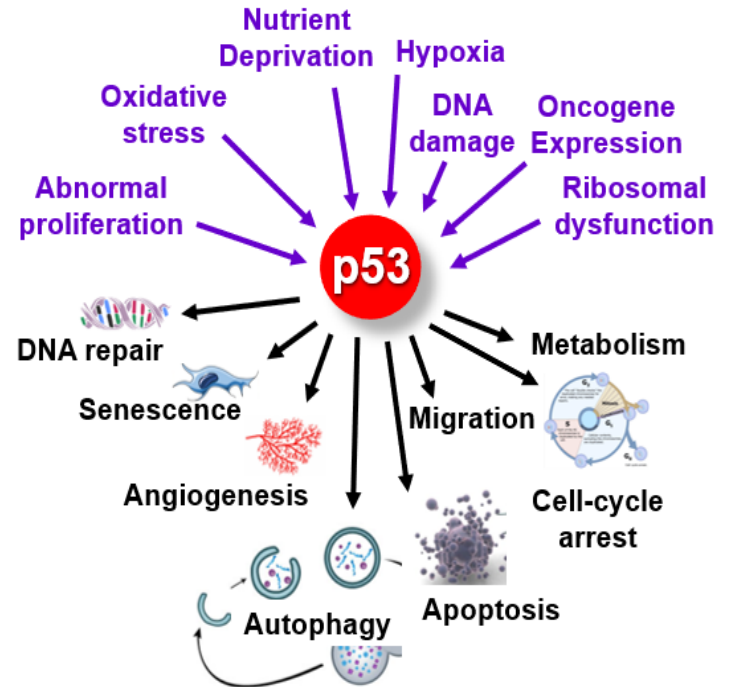 Nutrient
Deprivation
Hypoxia
Oxidative
stress
DNA
damage
Oncogene
Expression
Abnormal
proliferation
Ribosomal
dysfunction
p53
DNA repair
Metabolism
Senescence
Migration
Angiogenesis
Cell-cycle
arrest
Apoptosis
Autophagy
S